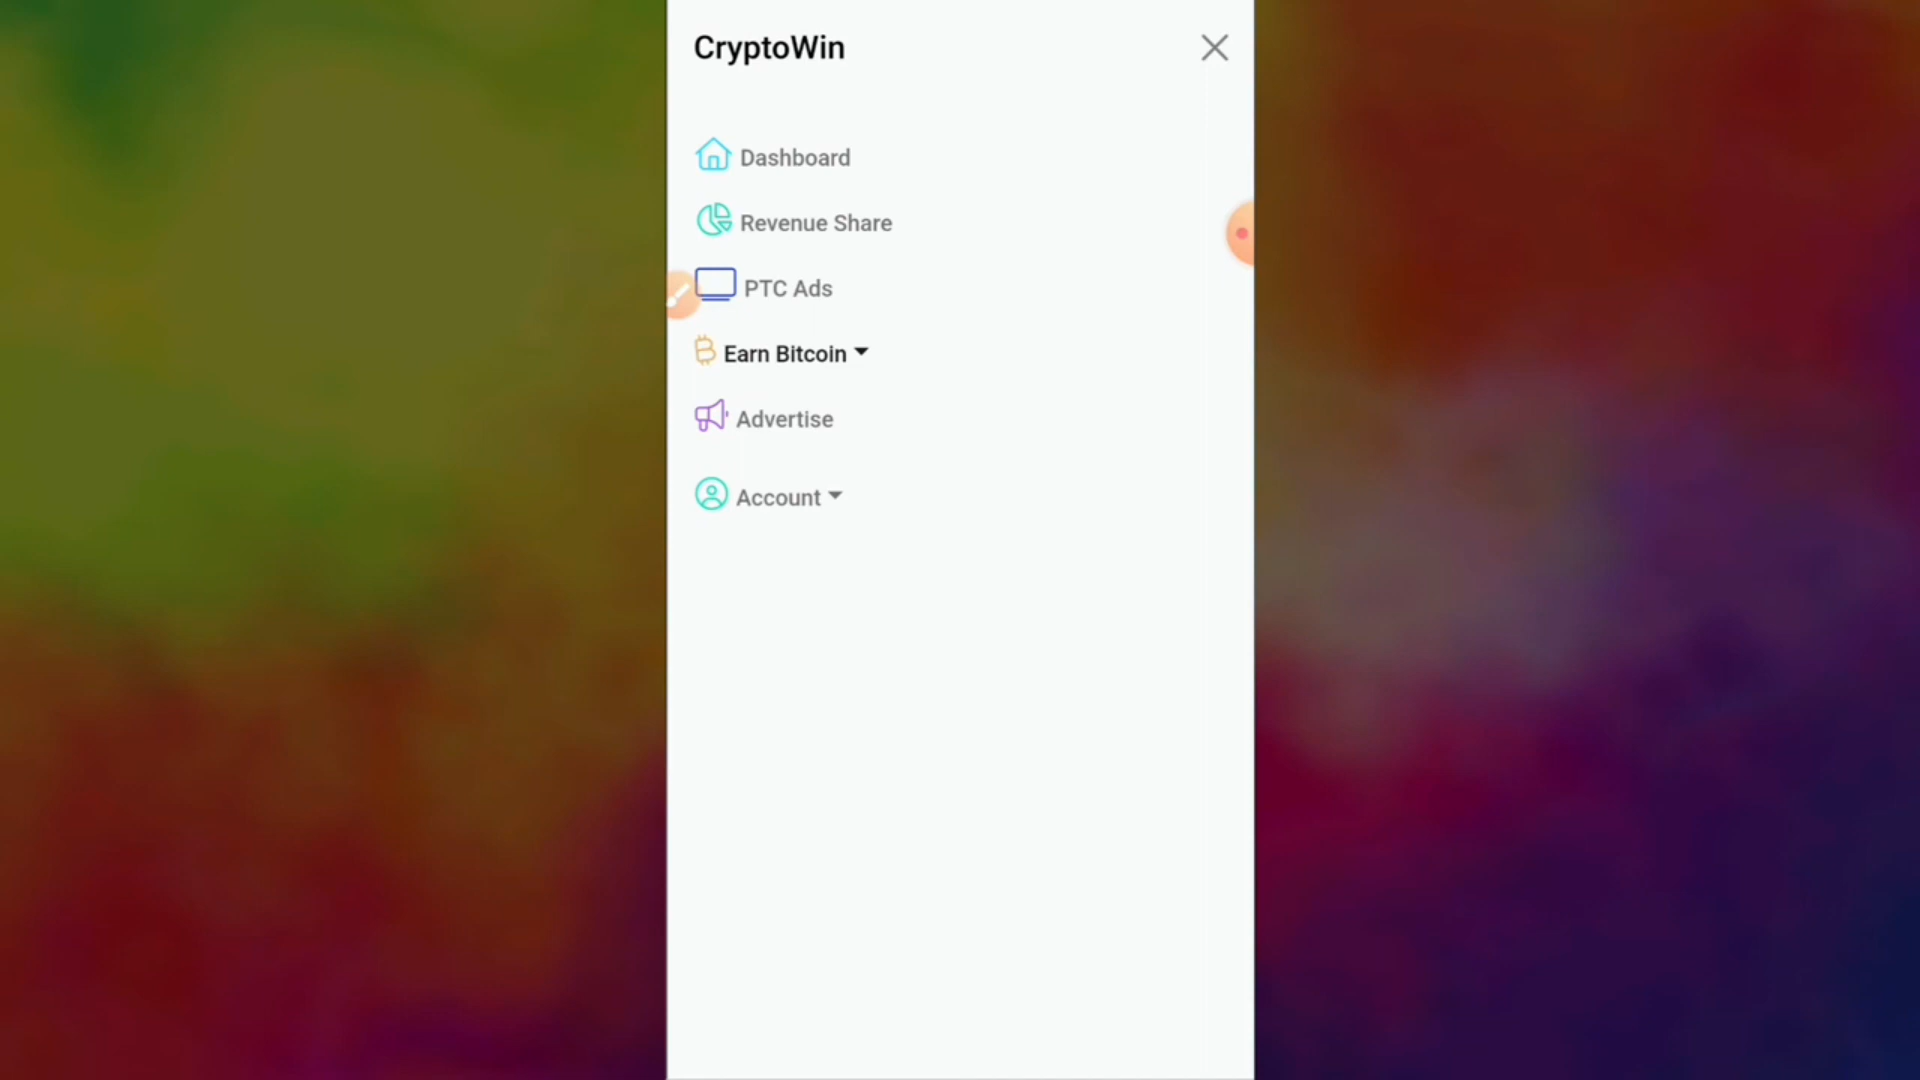 CryptoWin
Dashboard
Revenue Share
PTC Ads
Earn Bitcoin
Advertise
Account